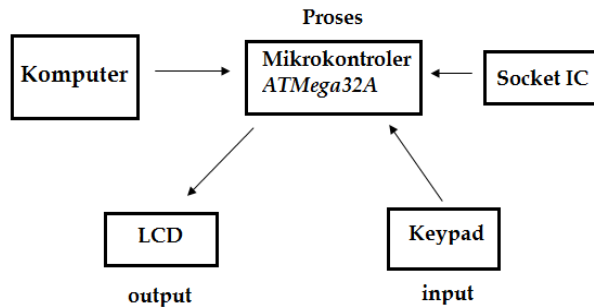 Proses
Komputer
Mikrokontroler
ATMega32A
Socket IC
LCD
Keypad
output
input